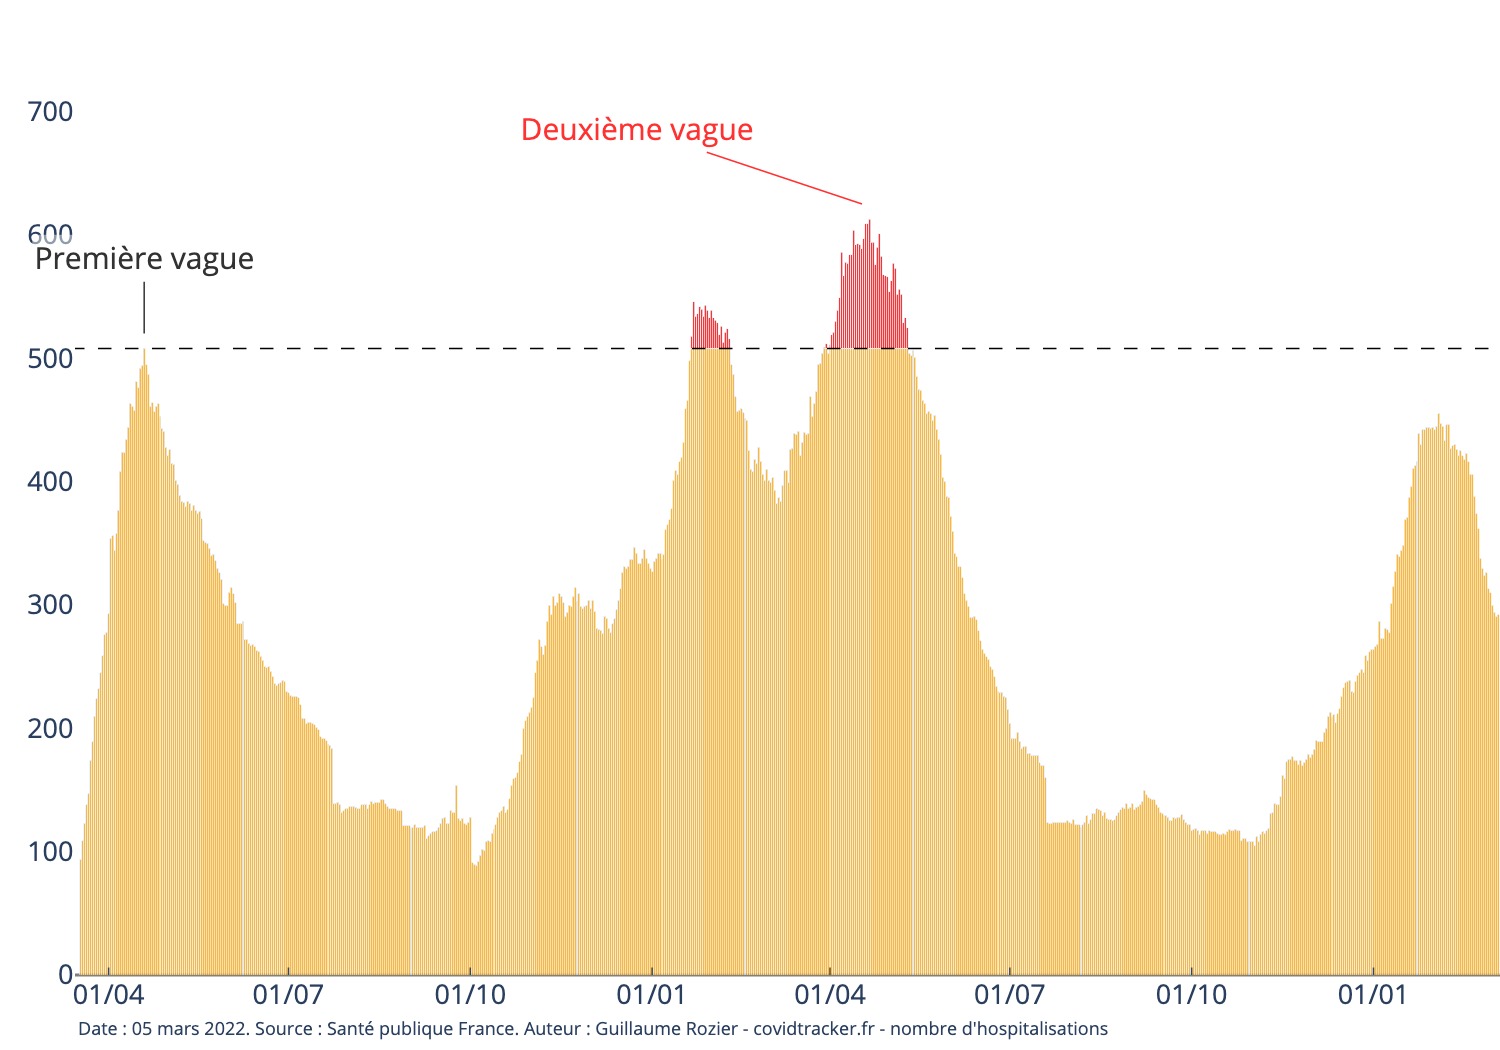 700
Deuxième vague
600
Première vague
500
400
300
200
100
0
01/04 01/07 01/10 01/01 01/04 01/07 01/10 01/01
Date : 05 mars 2022. Source : Santé publique France. Auteur : Guillaume Rozier - covidtracker.fr - nombre d'hospitalisations